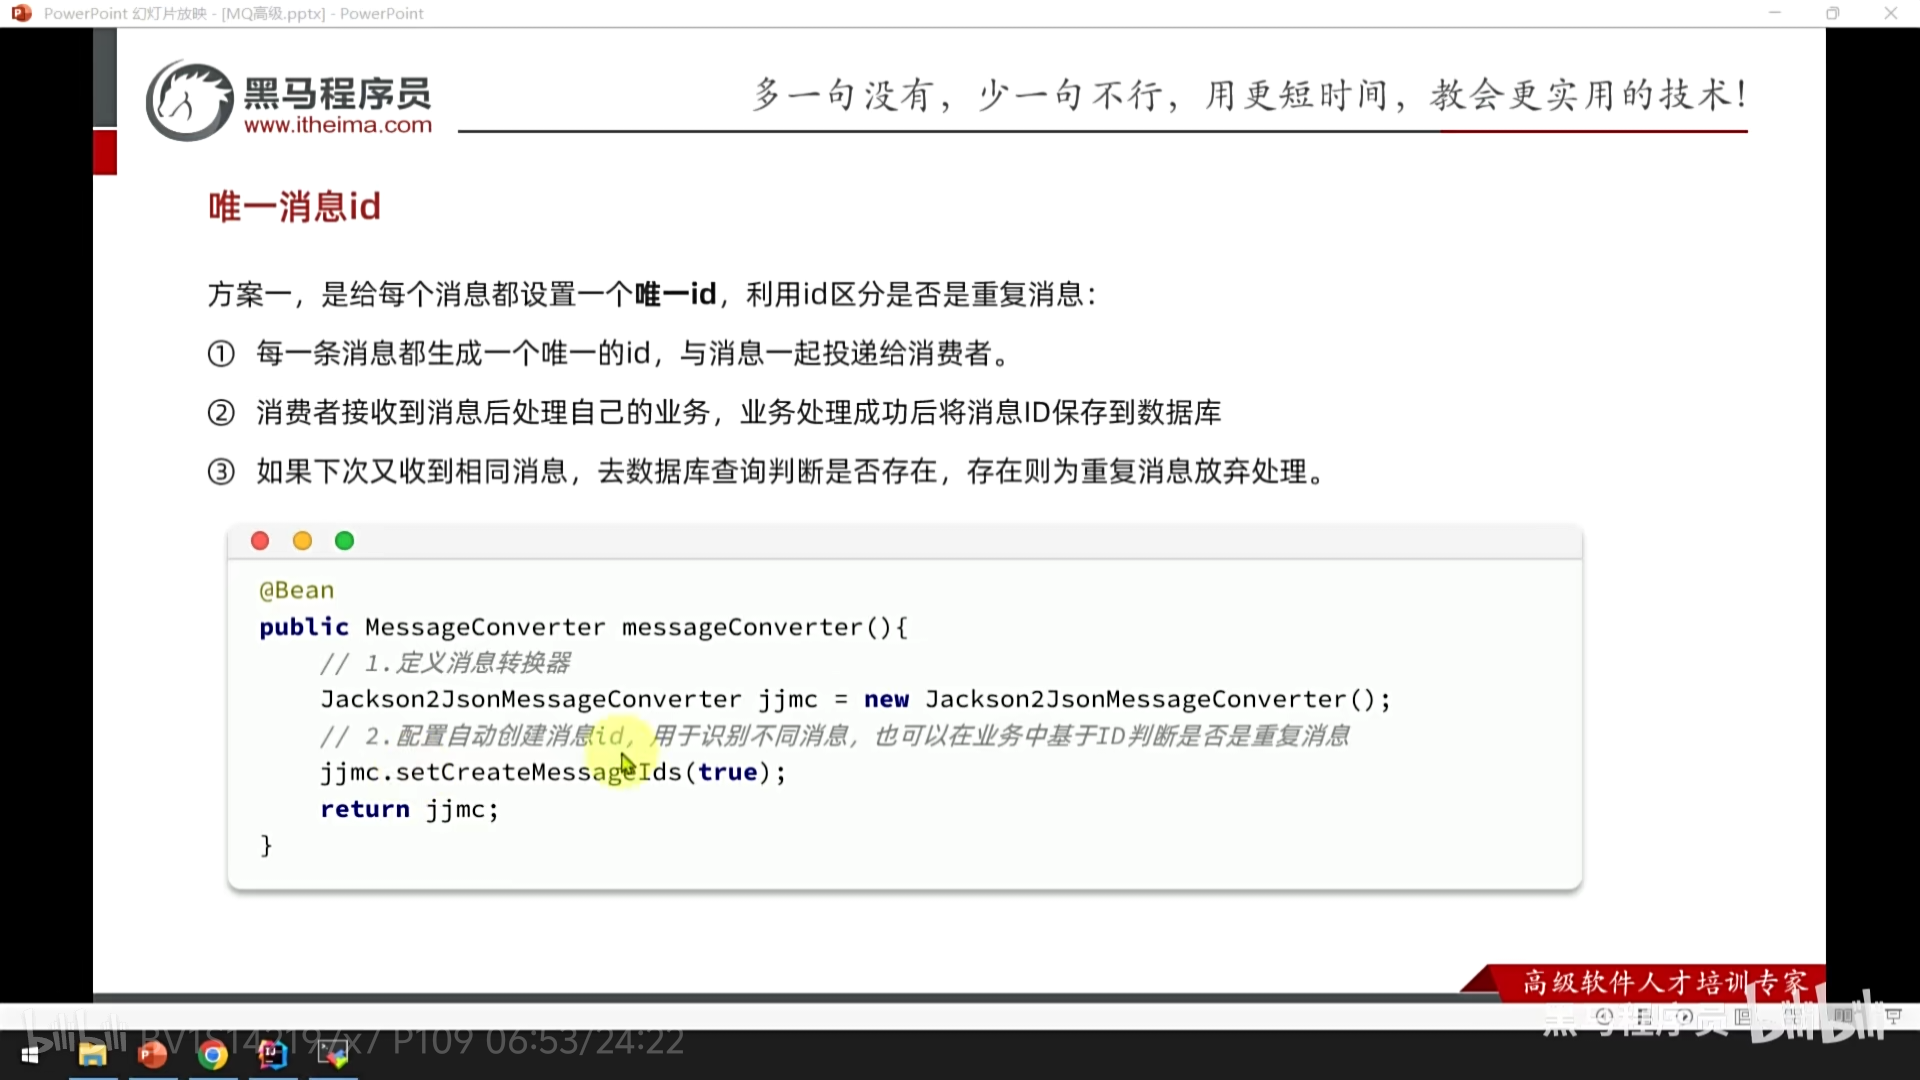 PowerPoint 幻灯片放映 - [MQ高级.pptx] - PowerPoint
黑马程序员
www.itheima.com
多一句没有，少一句不行，用更短时间，教会更实用的技术！
唯一消息id
方案一，是给每个消息都设置一个唯一id，利用id区分是否是重复消息：
① 每一条消息都生成一个唯一的id，与消息一起投递给消费者。
② 消费者接收到消息后处理自己的业务，业务处理成功后将消息ID保存到数据库
③ 如果下次又收到相同消息，去数据库查询判断是否存在，存在则为重复消息放弃处理。
@Bean
public MessageConverter messageConverter(){
// 1.定义消息转换器
Jackson2JsonMessageConverter jjmc = new Jackson2JsonMessageConverter();
// 2.配置自动创建消息id，用于识别不同消息，也可以在业务中基于ID判断是否是重复消息
jjmc.setCreateMessageIds(true);
return jjmc;
}
高级软件人才培训专家
黑马程序员 bilibili
bilibili P109 06:53/24:22